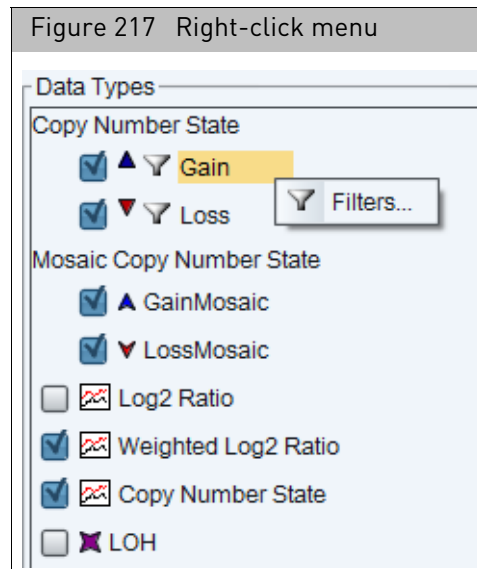 Figure 217 Right-click menu
Data Types
Copy Number State
Gain
Filters...
Loss
Mosaic Copy Number State
GainMosaic
LossMosaic
Log2 Ratio
Weighted Log2 Ratio
Copy Number State
LOH